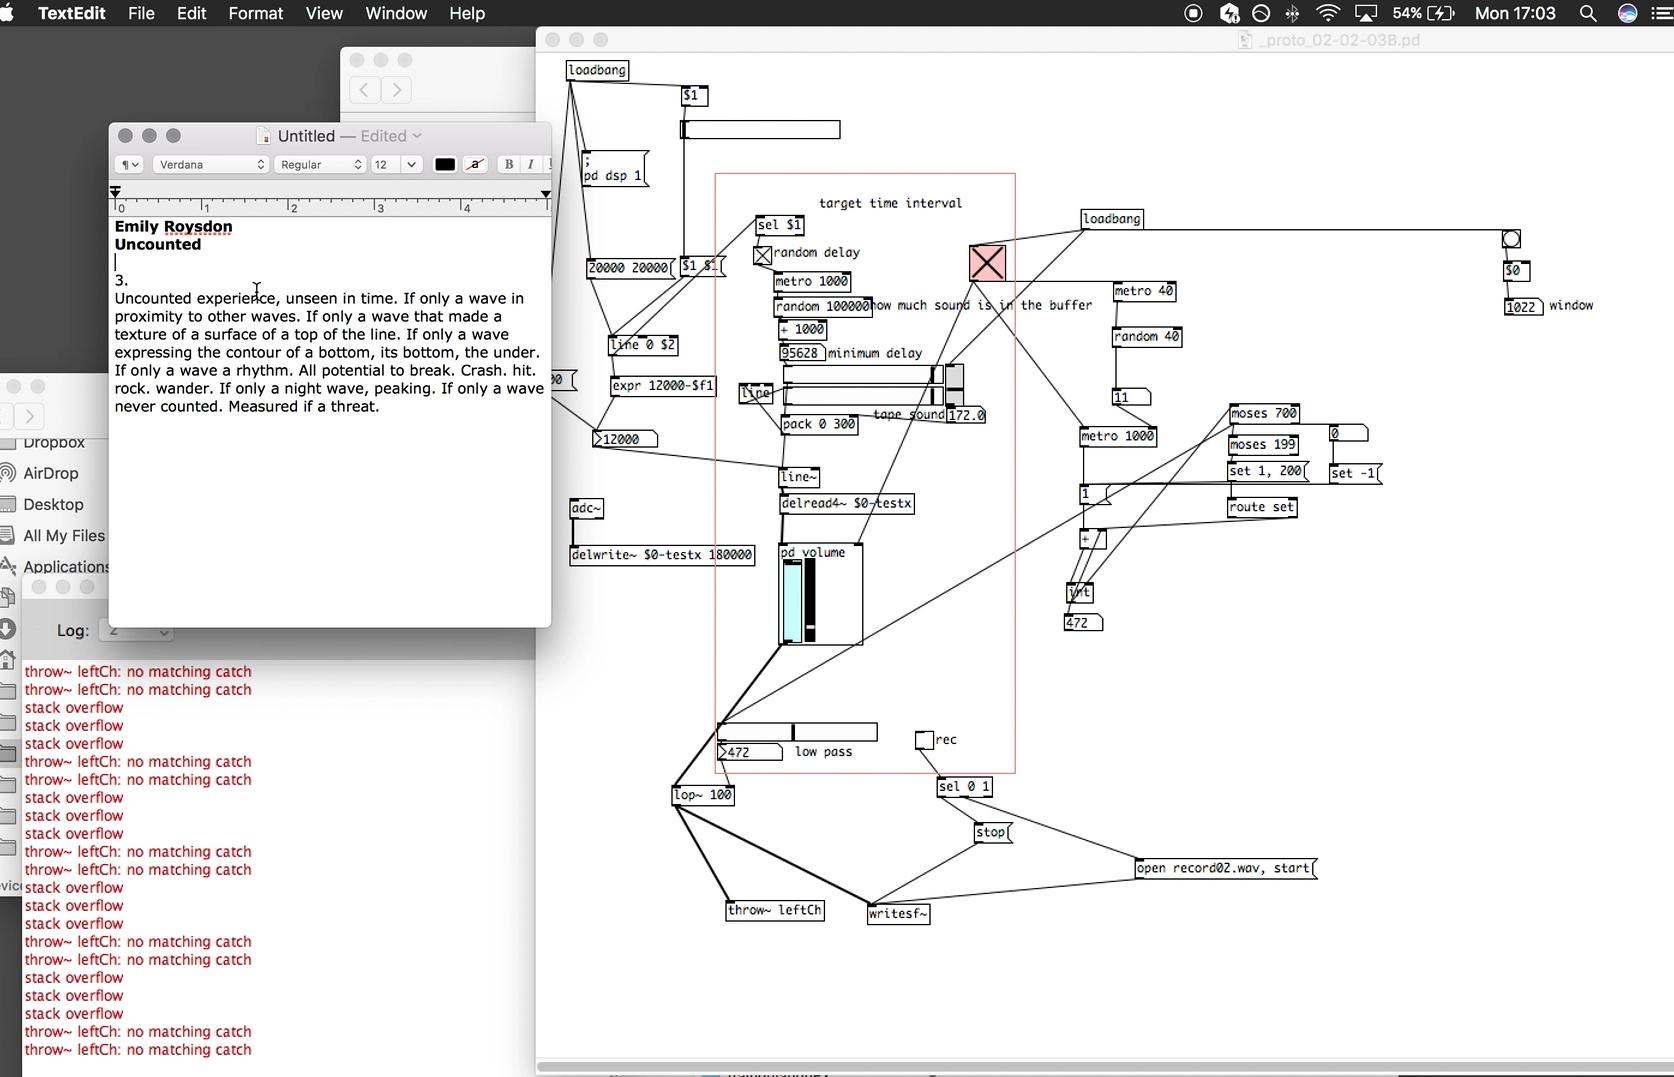 TextEdit File Edit Format View Window Help 54% Mon 17:03
_proto_02-02-03B.pd
Untitled — Edited
Verdana Regular 12 a B I
0 1 2 3 4
Emily Roysdon
Uncounted
3.
Uncounted experience, unseen in time. If only a wave in
proximity to other waves. If only a wave that made a
texture of a surface of a top of the line. If only a wave
expressing the contour of a bottom, its bottom, the under.
If only a wave a rhythm. All potential to break. Crash. hit.
rock. wander. If only a night wave, peaking. If only a wave
never counted. Measured if a threat.
Dropbox
AirDrop
Desktop
All My Files
Applications
Log: 2
throw~ leftCh: no matching catch
throw~ leftCh: no matching catch
stack overflow
stack overflow
stack overflow
throw~ leftCh: no matching catch
throw~ leftCh: no matching catch
stack overflow
stack overflow
stack overflow
throw~ leftCh: no matching catch
throw~ leftCh: no matching catch
stack overflow
stack overflow
stack overflow
throw~ leftCh: no matching catch
throw~ leftCh: no matching catch
stack overflow
stack overflow
stack overflow
throw~ leftCh: no matching catch
throw~ leftCh: no matching catch
loadbang
$1
;
pd dsp 1
20000 20000
$1 $1
line 0 $2
expr 12000-$f1
12000
adc~
delwrite~ $0-testx 180000
target time interval
sel $1
random delay
metro 1000
random 100000
how much sound is in the buffer
+ 1000
95628
minimum delay
line
tape sound
172.0
pack 0 300
line~
delread4~ $0-testx
pd volume
472
low pass
lop~ 100
throw~ leftCh
writesf~
rec
sel 0 1
stop
open record02.wav, start
loadbang
metro 40
random 40
11
metro 1000
1
+
int
472
moses 700
moses 199
set 1, 200
route set
0
set -1
$0
1022
window